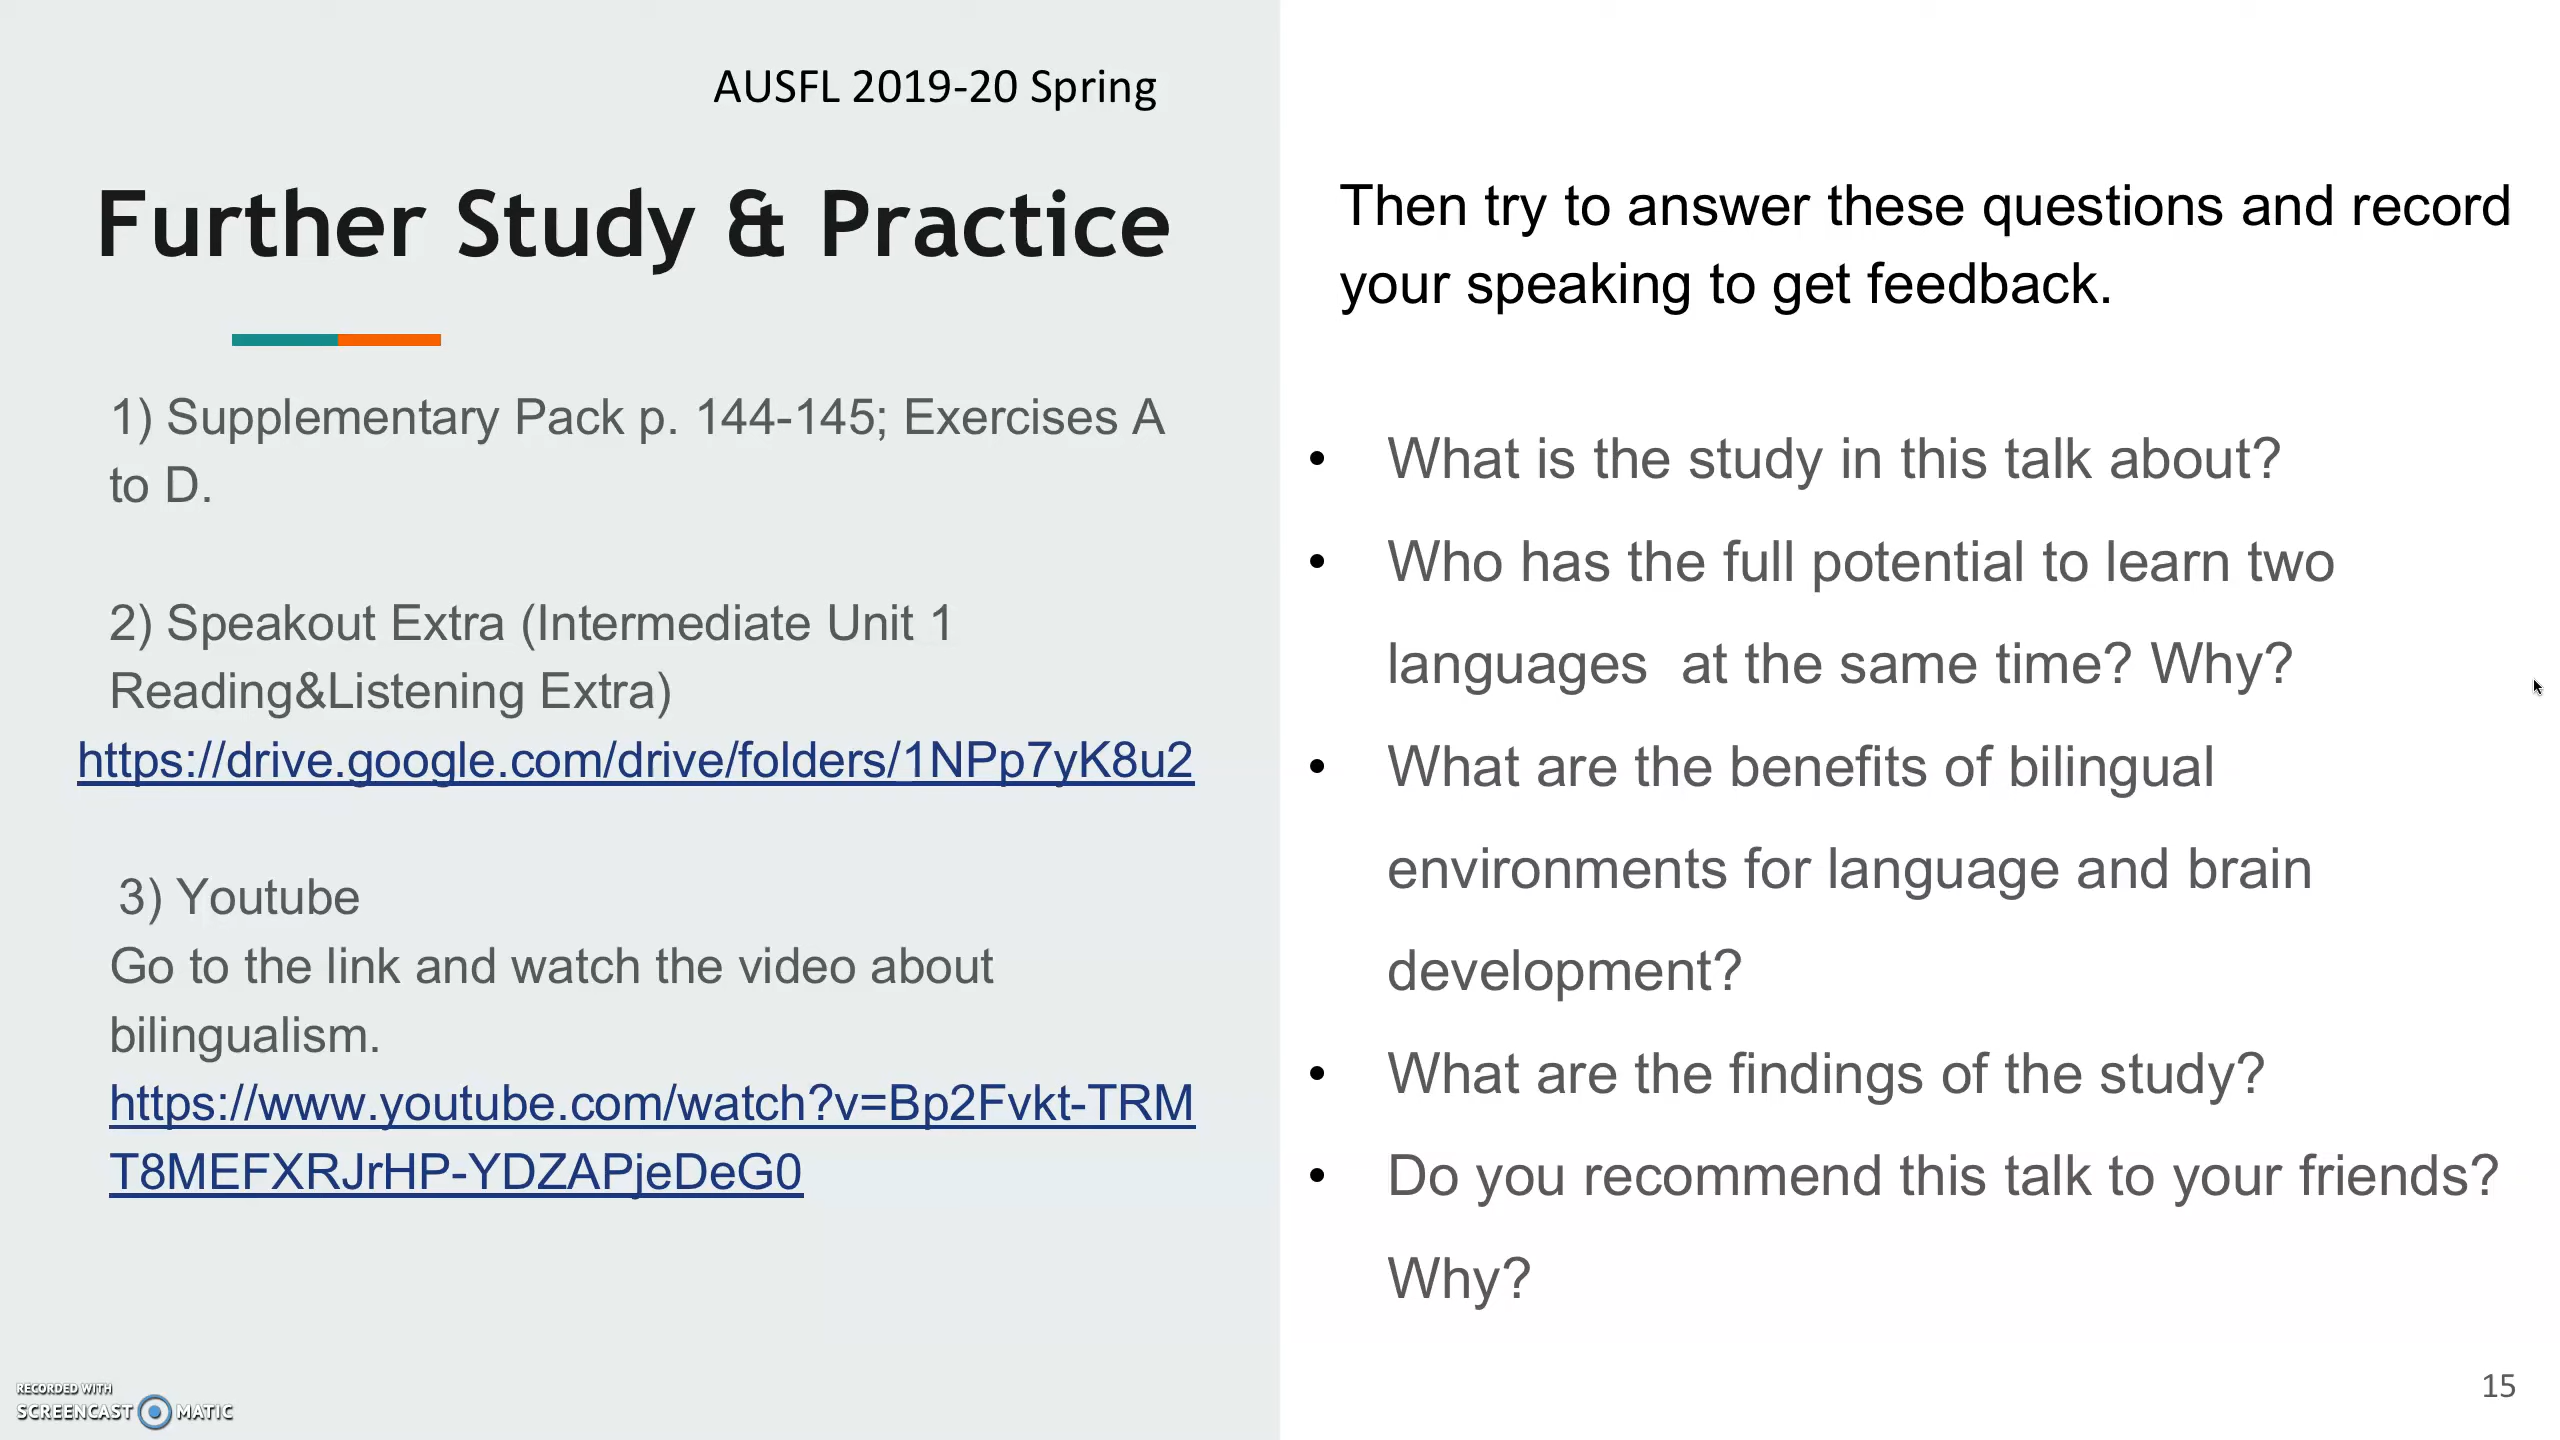 AUSFL 2019-20 Spring
Further Study & Practice
1) Supplementary Pack p. 144-145; Exercises A
to D.
2) Speakout Extra (Intermediate Unit 1
Reading&Listening Extra)
https://drive.google.com/drive/folders/1NPp7yK8u2
3) Youtube
Go to the link and watch the video about
bilingualism.
https://www.youtube.com/watch?v=Bp2Fvkt-TRM
T8MEFXRJrHP-YDZAPjeDeG0
Then try to answer these questions and record
your speaking to get feedback.
• What is the study in this talk about?
• Who has the full potential to learn two
languages  at the same time? Why?
• What are the benefits of bilingual
environments for language and brain
development?
• What are the findings of the study?
• Do you recommend this talk to your friends?
Why?
15
RECORDED WITH
SCREENCAST MATIC